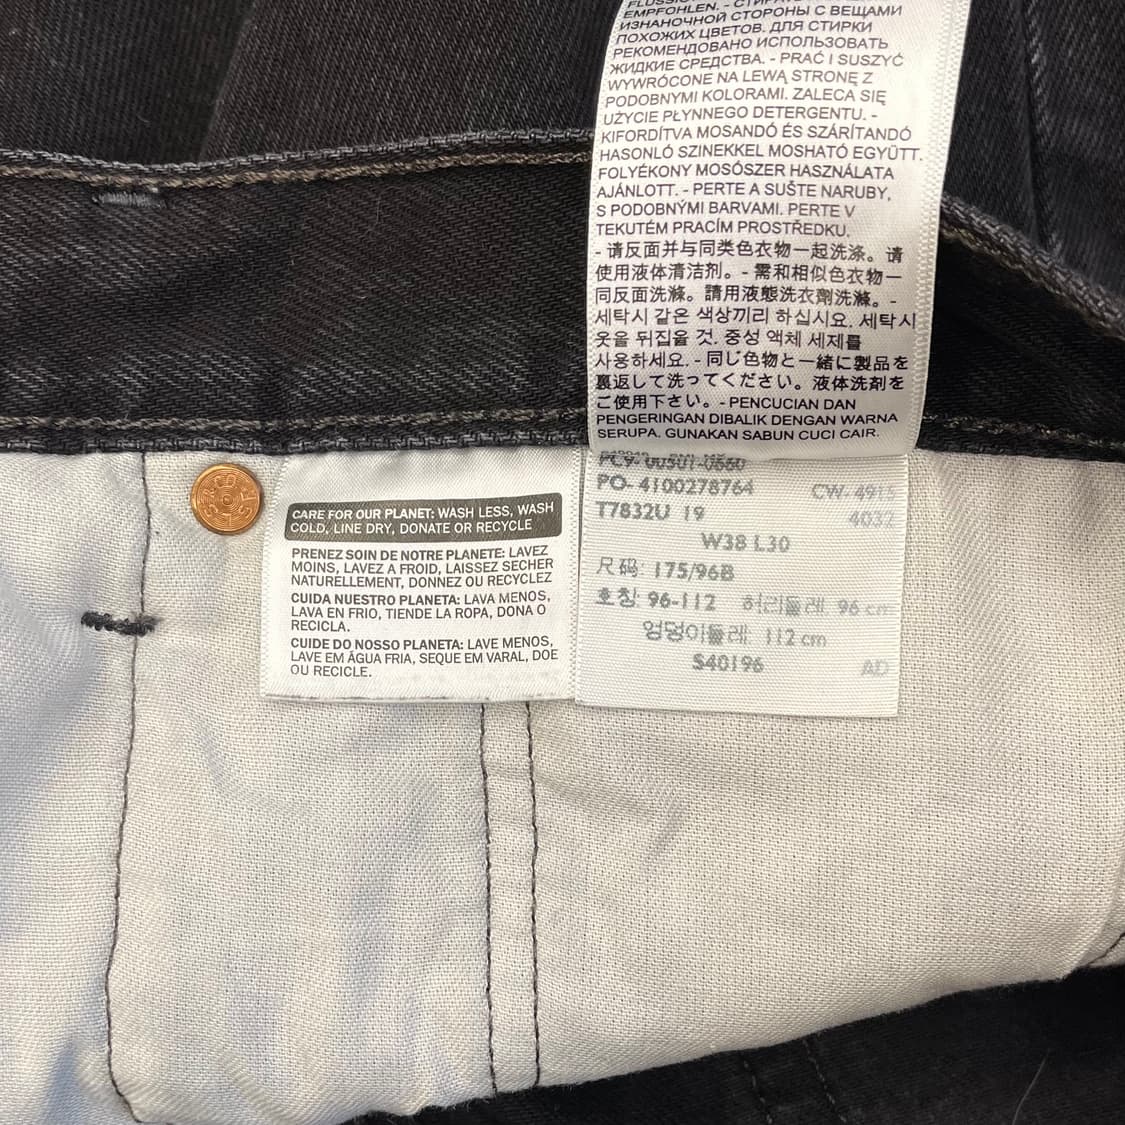 EMPFOHLEN. - СТИРАТЬ
ИЗНАНОЧНОЙ СТОРОНЫ С ВЕЩАМИ
ПОХОЖИХ ЦВЕТОВ. ДЛЯ СТИРКИ
РЕКОМЕНДОВАНО ИСПОЛЬЗОВАТЬ
ЖИДКИЕ СРЕДСТВА. - PRAĆ I SUSZYĆ
WYWRÓCONE NA LEWĄ STRONĘ Z
PODOBNYMI KOLORAMI. ZALECA SIĘ
UŻYCIE PŁYNNEGO DETERGENTU. -
KIFORDÍTVA MOSANDÓ ÉS SZÁRÍTANDÓ
HASONLÓ SZINEKKEL MOSHATÓ EGYÜTT.
FOLYÉKONY MOSÓSZER HASZNÁLATA
AJÁNLOTT. - PERTE A SUŠTE NARUBY,
S PODOBNÝMI BARVAMI. PERTE V
TEKUTÉM PRACÍM PROSTŘEDKU.
- 请反面并与同类色衣物一起洗涤。请
使用液体清洁剂。- 需和相似色衣物一
同反面洗滌。請用液態洗衣劑洗滌。-
세탁시 같은 색상끼리 하십시요. 세탁시
옷을 뒤집을 것. 중성 액체 세제를
사용하세요. - 同じ色物と一緒に製品を
裏返して洗ってください。液体洗剤を
ご使用下さい。- PENCUCIAN DAN
PENGERINGAN DIBALIK DENGAN WARNA
SERUPA. GUNAKAN SABUN CUCI CAIR.
PC9- 00501-0660
PO- 4100278764
T7832U 19 4032
W38 L30
尺码: 175/96B
호칭: 96-112 허리둘레 96 cm
엉덩이둘레 112 cm
S40196 AD
CARE FOR OUR PLANET: WASH LESS, WASH
COLD, LINE DRY, DONATE OR RECYCLE
PRENEZ SOIN DE NOTRE PLANETE: LAVEZ
MOINS, LAVEZ A FROID, LAISSEZ SECHER
NATURELLEMENT, DONNEZ OU RECYCLEZ
CUIDA NUESTRO PLANETA: LAVA MENOS,
LAVA EN FRIO, TIENDE LA ROPA, DONA O
RECICLA.
CUIDE DO NOSSO PLANETA: LAVE MENOS,
LAVE EM ÁGUA FRIA, SEQUE EM VARAL, DOE
OU RECICLE.